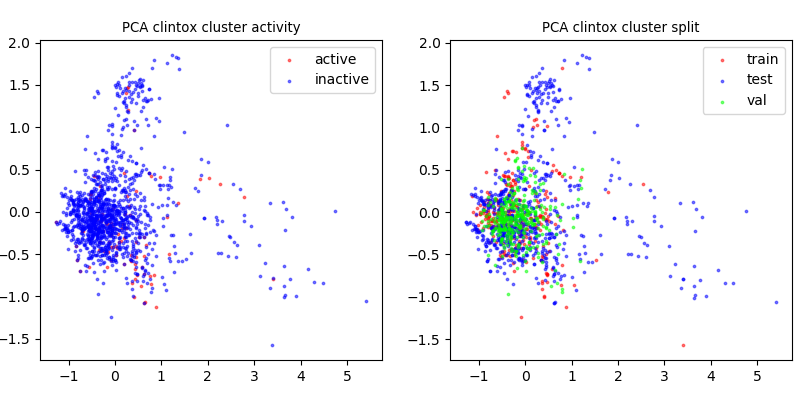 PCA clintox cluster activity
active
inactive
2.0
1.5
1.0
0.5
0.0
−0.5
−1.0
−1.5
−1 0 1 2 3 4 5
PCA clintox cluster split
train
test
val
2.0
1.5
1.0
0.5
0.0
−0.5
−1.0
−1.5
−1 0 1 2 3 4 5